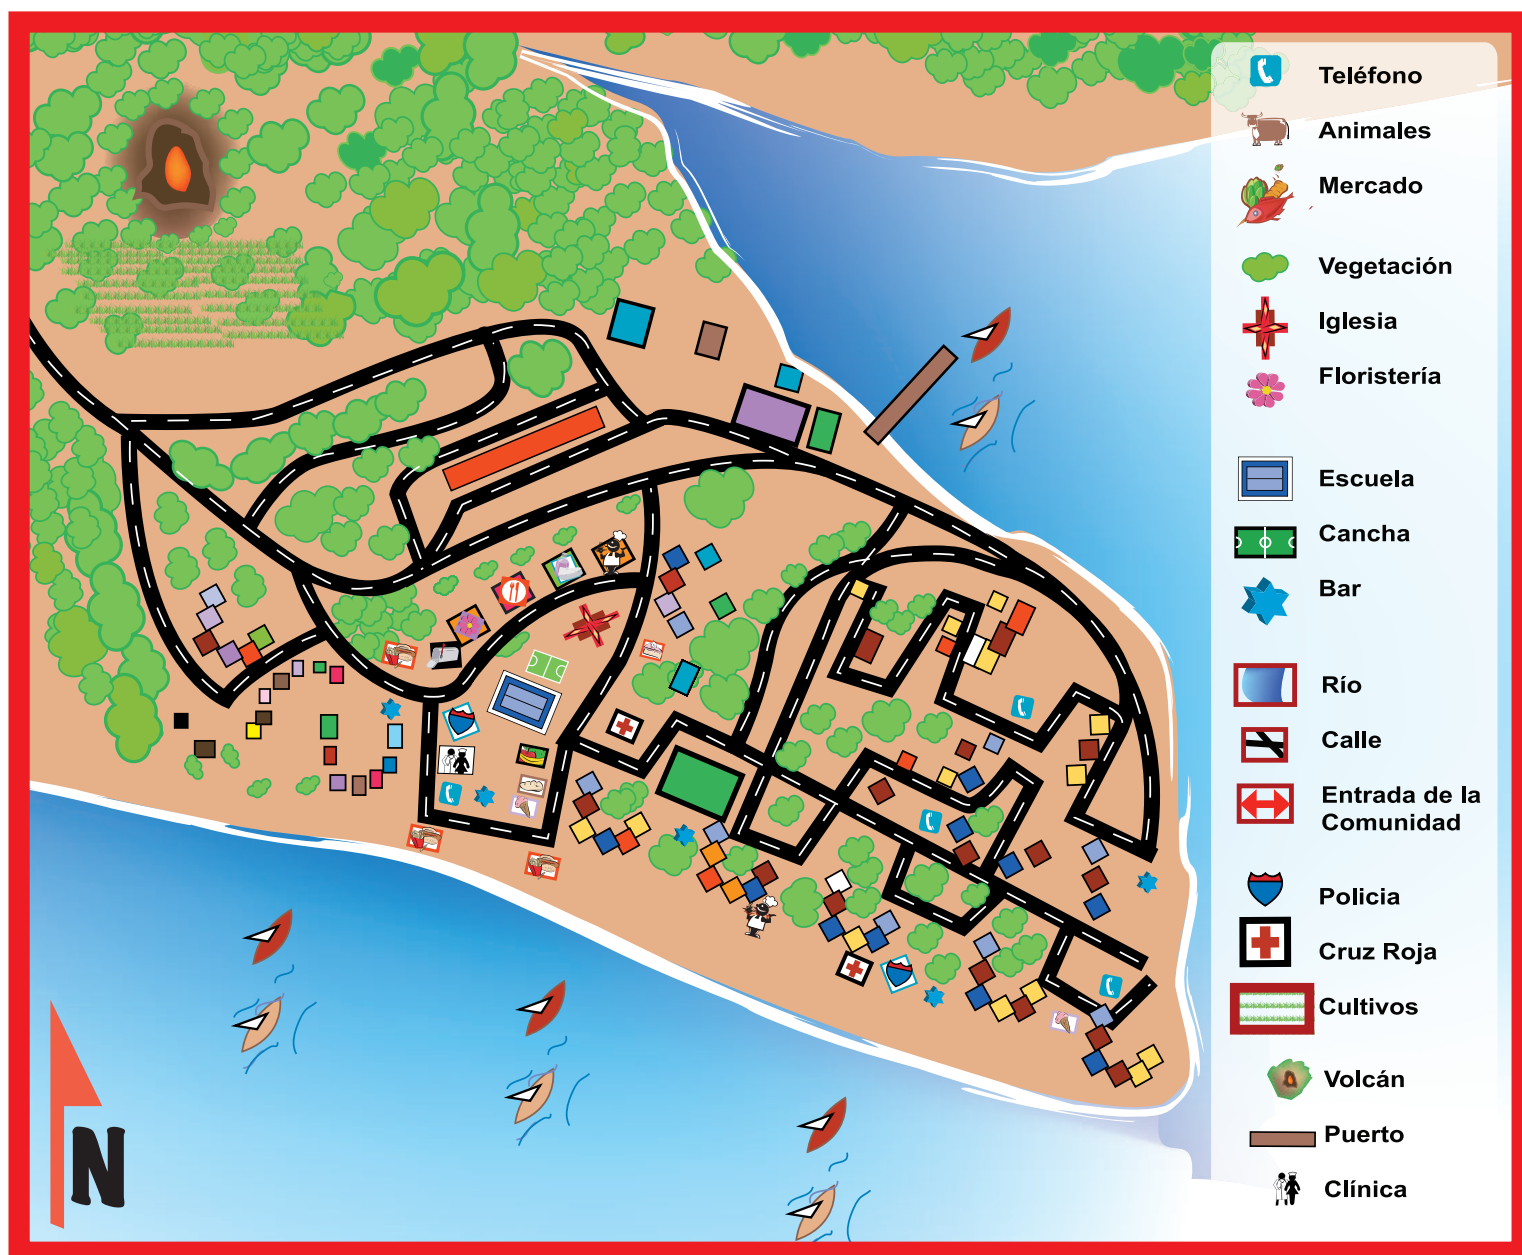 Teléfono
Animales
Mercado
Vegetación
Iglesia
Floristería
Escuela
Cancha
Bar
Río
Calle
Entrada de la
Comunidad
Policia
Cruz Roja
Cultivos
Volcán
Puerto
Clínica
N